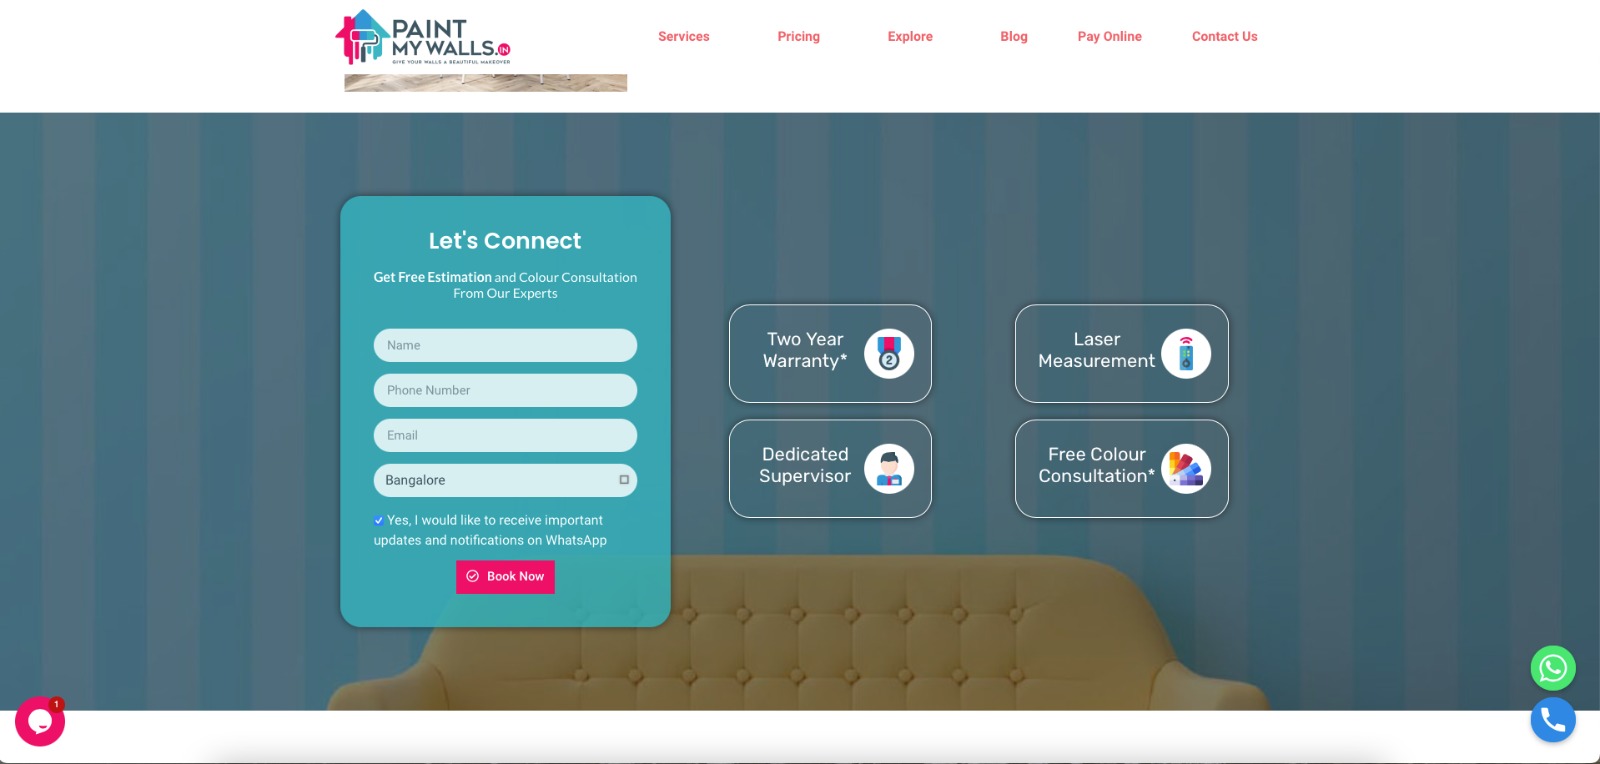 PAINT
MY WALLS.IN
GIVE YOUR WALLS A BEAUTIFUL MAKEOVER
Services
Pricing
Explore
Blog
Pay Online
Contact Us
Let's Connect
Get Free Estimation and Colour Consultation
From Our Experts
Name
Phone Number
Email
Bangalore
Yes, I would like to receive important
updates and notifications on WhatsApp
Book Now
Two Year
Warranty*
2
Laser
Measurement
Dedicated
Supervisor
Free Colour
Consultation*
1